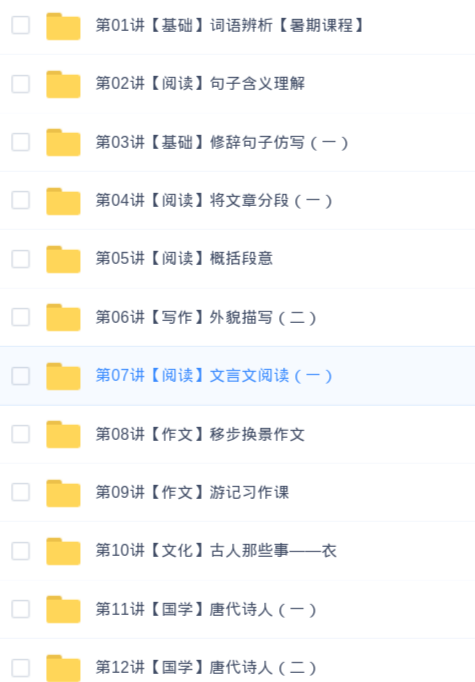 第01讲【基础】词语辨析【暑期课程】
第02讲【阅读】句子含义理解
第03讲【基础】修辞句子仿写(一)
第04讲【阅读】将文章分段(一)
第05讲【阅读】概括段意
第06讲【写作】外貌描写(二)
第07讲【阅读】文言文阅读(一)
第08讲【作文】移步换景作文
第09讲【作文】游记习作课
第10讲【文化】古人那些事——衣
第11讲【国学】唐代诗人(一)
第12讲【国学】唐代诗人(二)